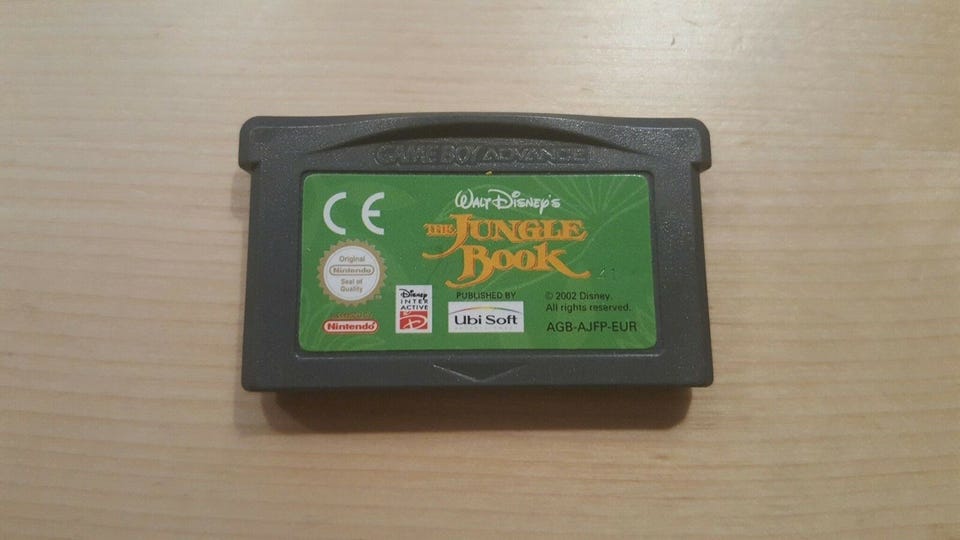 GAME BOY ADVANCE
CE
WALT DISNEY'S
THE JUNGLE
BOOK
Original
Nintendo
Seal of
Quality
Nintendo
Disney
INTER
ACTIVE
PUBLISHED BY
Ubi Soft
41
© 2002 Disney.
All rights reserved.
AGB-AJFP-EUR